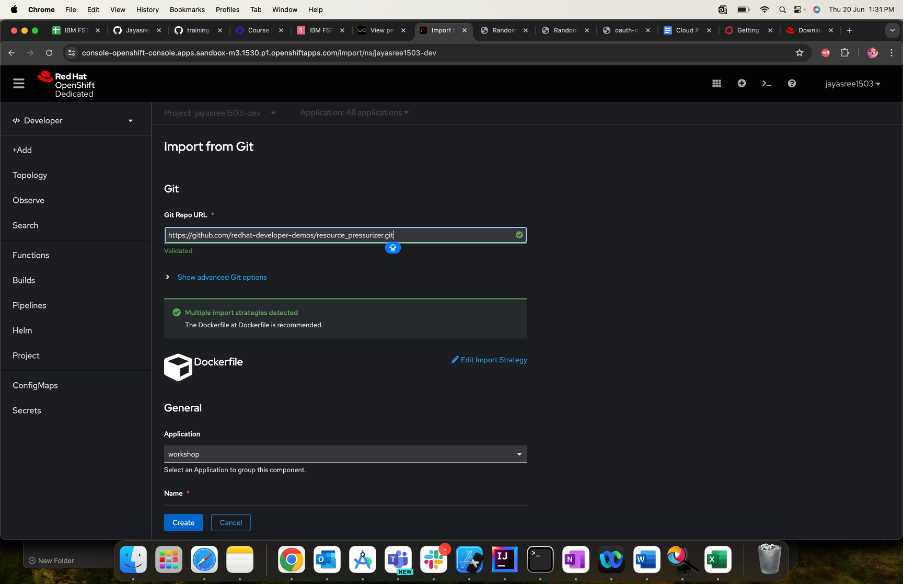 Chrome File Edit View History Bookmarks Profiles Tab Window Help Thu 20 Jun 1:31 PM
IBM FS1 Jayasre training Course IBM FST View pe Import Random Random oauth-o Cloud F Getting Downlo
console-openshift-console.apps.sandbox-m3.1530.p1.openshiftapps.com/import/ns/jayasree1503-dev
Red Hat
OpenShift
Dedicated
jayasree1503
Developer
Project: jayasree1503-dev Application: All applications
+Add
Topology
Observe
Search
Functions
Builds
Pipelines
Helm
Project
ConfigMaps
Secrets
Import from Git
Git
Git Repo URL *
https://github.com/redhat-developer-demos/resource_pressurizer.git
Validated
Show advanced Git options
Multiple import strategies detected
The Dockerfile at Dockerfile is recommended.
Dockerfile
Edit Import Strategy
General
Application
workshop
Select an Application to group this component.
Name *
Create Cancel
New Folder
NEW